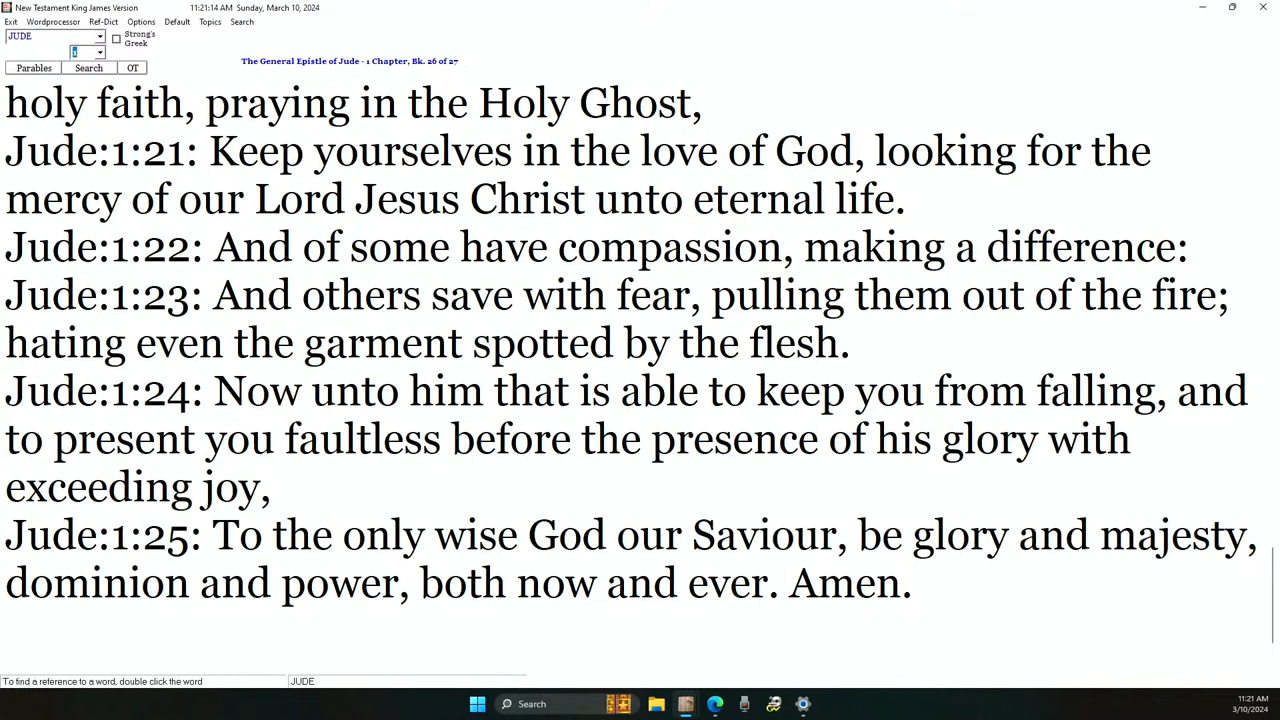 New Testament King James Version 11:21:14 AM Sunday, March 10, 2024
Exit Wordprocessor Ref-Dict Options Default Topics Search
JUDE Strong's
Greek
1
The General Epistle of Jude - 1 Chapter, Bk. 26 of 27
Parables Search OT
holy faith, praying in the Holy Ghost,
Jude:1:21: Keep yourselves in the love of God, looking for the
mercy of our Lord Jesus Christ unto eternal life.
Jude:1:22: And of some have compassion, making a difference:
Jude:1:23: And others save with fear, pulling them out of the fire;
hating even the garment spotted by the flesh.
Jude:1:24: Now unto him that is able to keep you from falling, and
to present you faultless before the presence of his glory with
exceeding joy,
Jude:1:25: To the only wise God our Saviour, be glory and majesty,
dominion and power, both now and ever. Amen.
To find a reference to a word, double click the word JUDE
Search
11:21 AM
3/10/2024